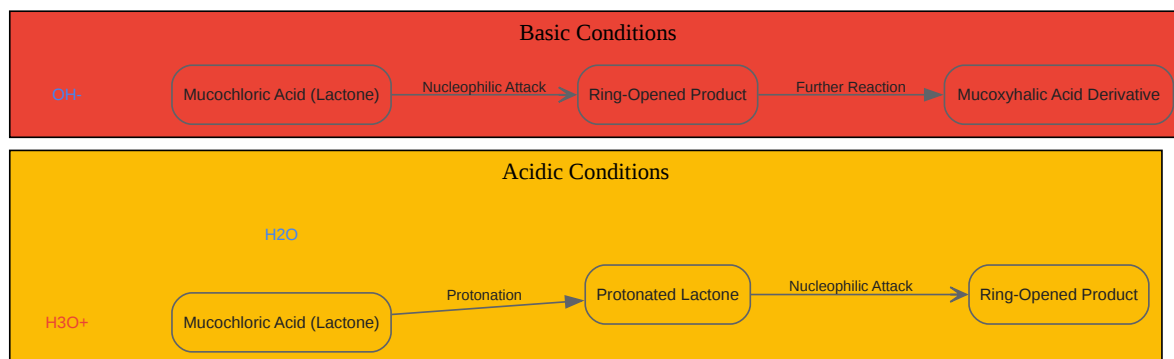 Basic Conditions
OH-
Mucochloric Acid (Lactone)
Nucleophilic Attack
Ring-Opened Product
Further Reaction
Mucoxyhalic Acid Derivative
Acidic Conditions
H2O
H3O+
Mucochloric Acid (Lactone)
Protonation
Protonated Lactone
Nucleophilic Attack
Ring-Opened Product